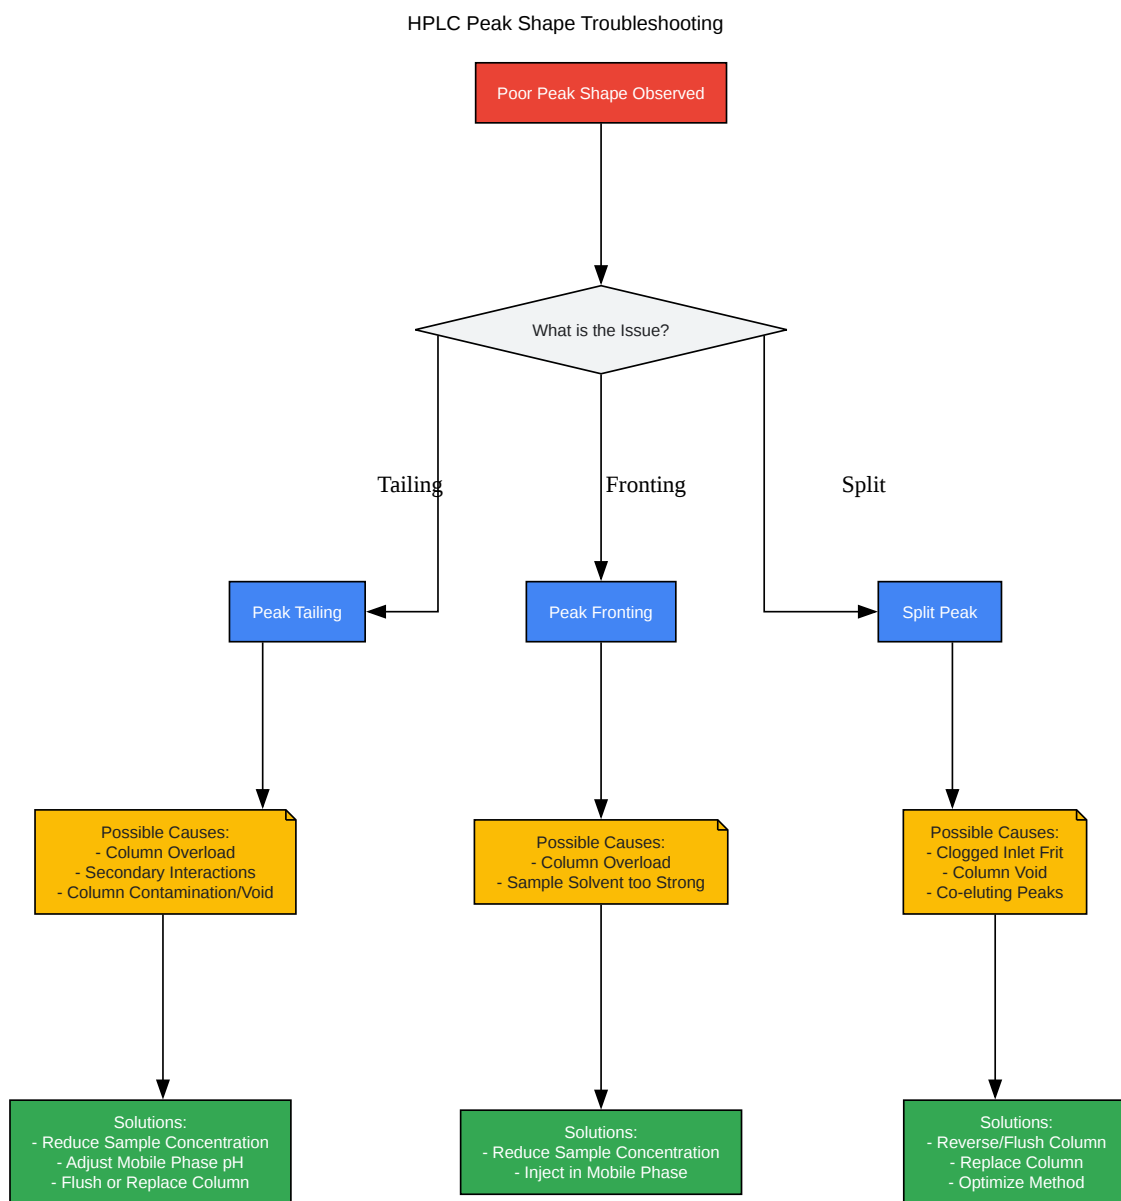 HPLC Peak Shape Troubleshooting
Poor Peak Shape Observed
What is the Issue?
Tailing
Fronting
Split
Peak Tailing
Peak Fronting
Split Peak
Possible Causes:
- Column Overload
- Secondary Interactions
- Column Contamination/Void
Possible Causes:
- Column Overload
- Sample Solvent too Strong
Possible Causes:
- Clogged Inlet Frit
- Column Void
- Co-eluting Peaks
Solutions:
- Reduce Sample Concentration
- Adjust Mobile Phase pH
- Flush or Replace Column
Solutions:
- Reduce Sample Concentration
- Inject in Mobile Phase
Solutions:
- Reverse/Flush Column
- Replace Column
- Optimize Method